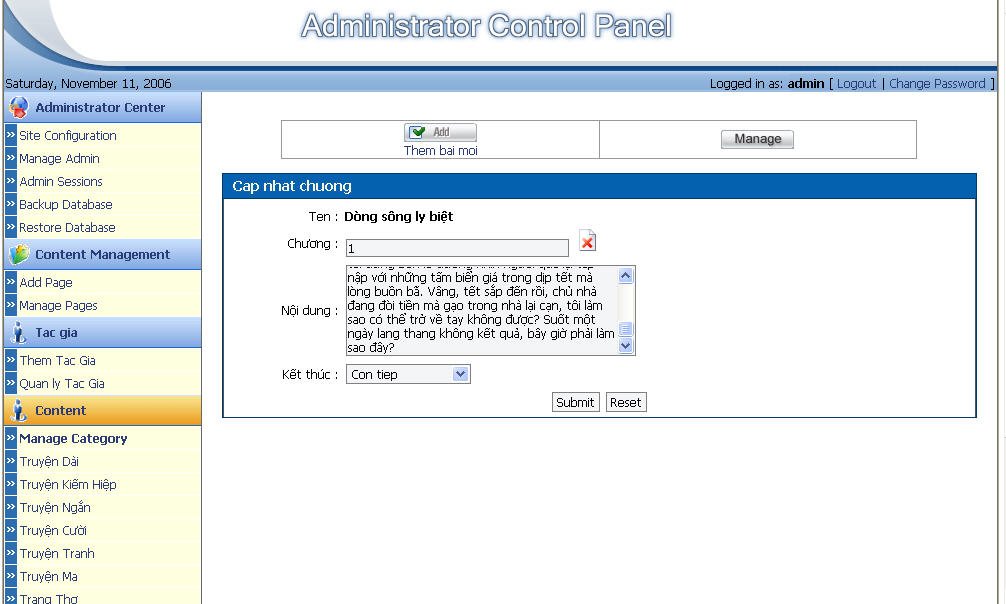 Administrator Control Panel
Saturday, November 11, 2006
Logged in as: admin [ Logout | Change Password ]
Administrator Center
» Site Configuration
» Manage Admin
» Admin Sessions
» Backup Database
» Restore Database
Content Management
» Add Page
» Manage Pages
Tac gia
» Them Tac Gia
» Quan ly Tac Gia
Content
» Manage Category
» Truyện Dài
» Truyện Kiếm Hiệp
» Truyện Ngắn
» Truyện Cười
» Truyện Tranh
» Truyện Ma
» Trang Thơ
Add
Them bai moi
Manage
Cap nhat chuong
Ten : Dòng sông ly biệt
Chương : 1
Nội dung :
nập với những tấm biển giá trong dịp tết mà
lòng buồn bã. Vâng, tết sắp đến rồi, chủ nhà
đang đòi tiền mà gạo trong nhà lại cạn, tôi làm
sao có thể trở về tay không được? Suốt một
ngày lang thang không kết quả, bây giờ phải làm
sao đây?
Kết thúc : Con tiep
Submit Reset